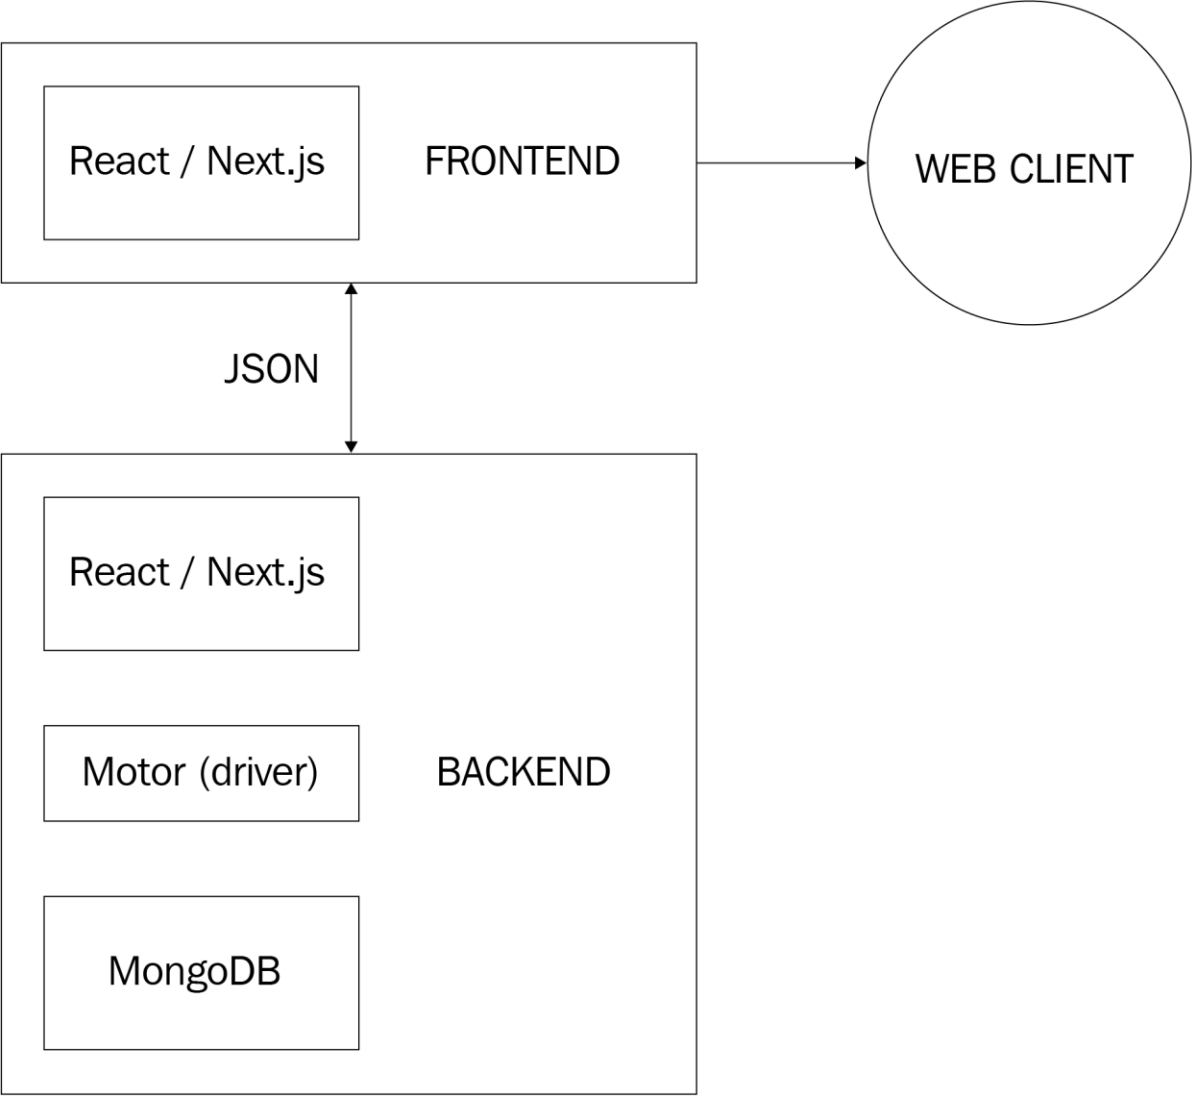 React / Next.js
FRONTEND
WEB CLIENT
JSON
React / Next.js
Motor (driver)
BACKEND
MongoDB